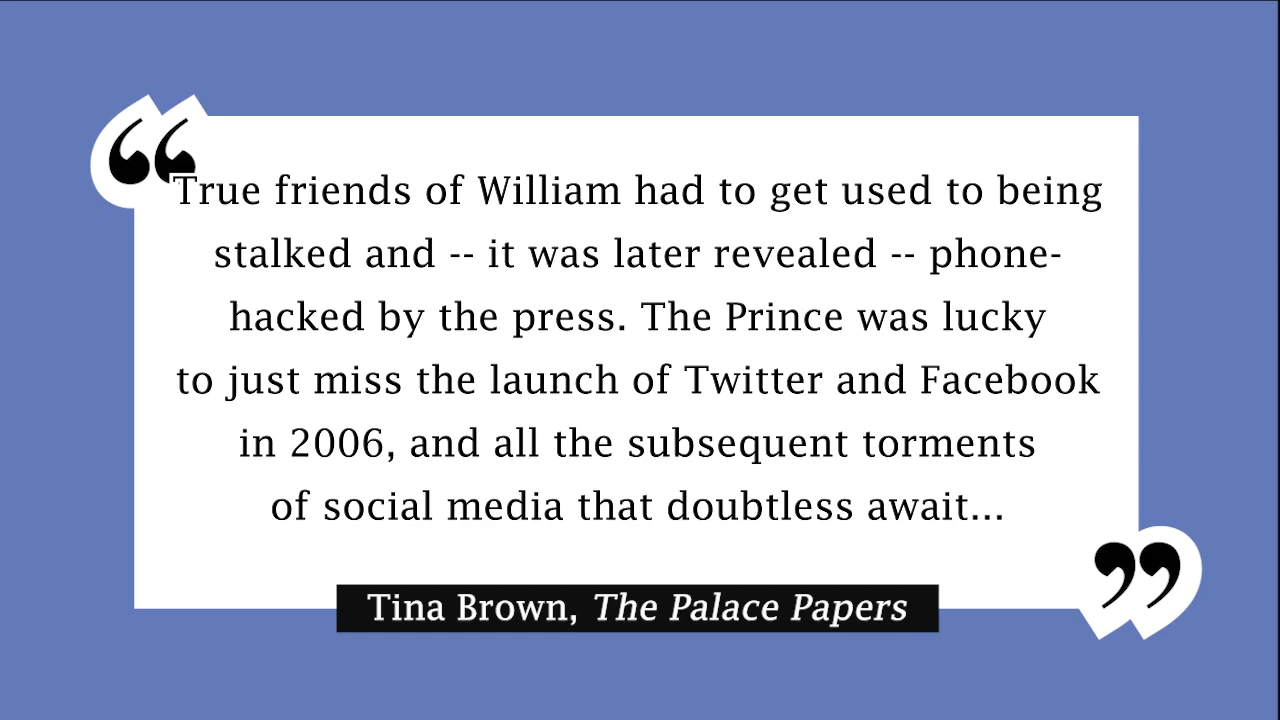 “
True friends of William had to get used to being
stalked and -- it was later revealed -- phone-
hacked by the press. The Prince was lucky
to just miss the launch of Twitter and Facebook
in 2006, and all the subsequent torments
of social media that doubtless await...
”
Tina Brown, The Palace Papers